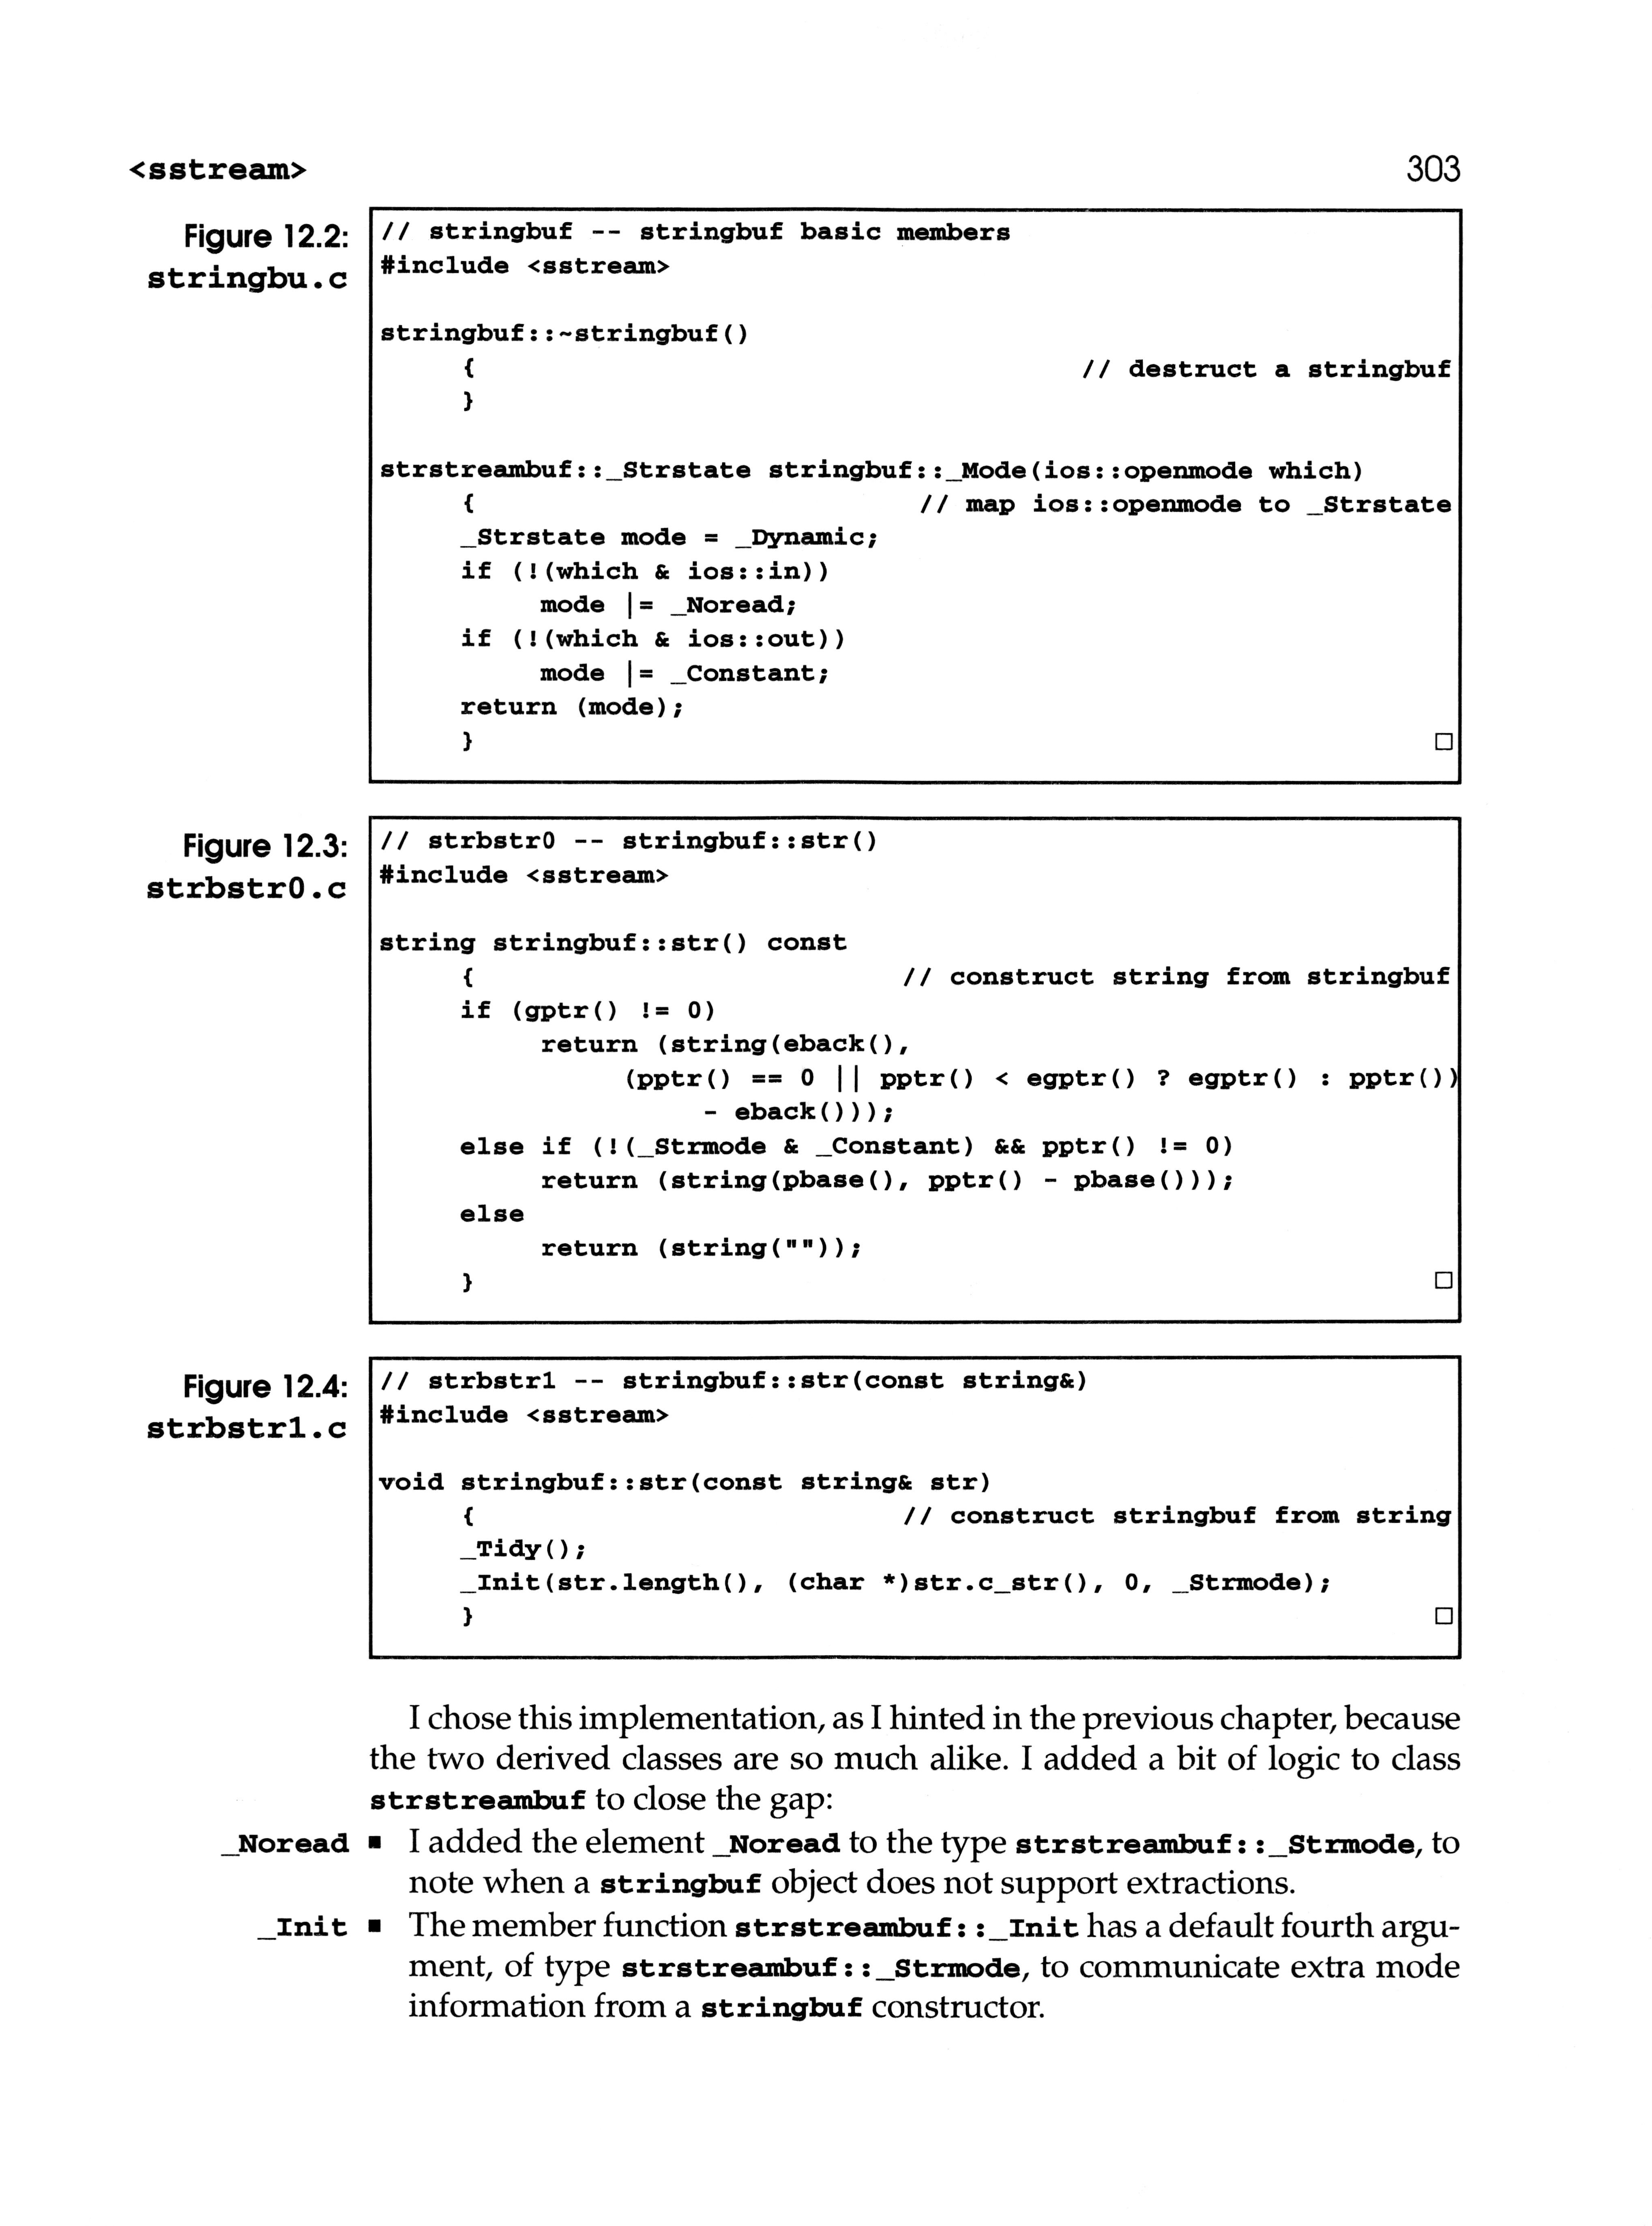 <sstream> 303
Figure 12.2:
stringbu.c
// stringbuf -- stringbuf basic members
#include <sstream>
stringbuf::~stringbuf()
{ // destruct a stringbuf
}
strstreambuf::_Strstate stringbuf::_Mode(ios::openmode which)
{ // map ios::openmode to _Strstate
_Strstate mode = _Dynamic;
if (!(which & ios::in))
mode |= _Noread;
if (!(which & ios::out))
mode |= _Constant;
return (mode);
} □
Figure 12.3:
strbstr0.c
// strbstr0 -- stringbuf::str()
#include <sstream>
string stringbuf::str() const
{ // construct string from stringbuf
if (gptr() != 0)
return (string(eback(),
(pptr() == 0 || pptr() < egptr() ? egptr() : pptr())
- eback()));
else if (!(_Strmode & _Constant) && pptr() != 0)
return (string(pbase(), pptr() - pbase()));
else
return (string(""));
} □
Figure 12.4:
strbstr1.c
// strbstr1 -- stringbuf::str(const string&)
#include <sstream>
void stringbuf::str(const string& str)
{ // construct stringbuf from string
_Tidy();
_Init(str.length(), (char *)str.c_str(), 0, _Strmode);
} □
I chose this implementation, as I hinted in the previous chapter, because
the two derived classes are so much alike. I added a bit of logic to class
strstreambuf to close the gap:
_Noread ■ I added the element _Noread to the type strstreambuf::_Strmode, to
note when a stringbuf object does not support extractions.
_Init ■ The member function strstreambuf::_Init has a default fourth argu-
ment, of type strstreambuf::_Strmode, to communicate extra mode
information from a stringbuf constructor.